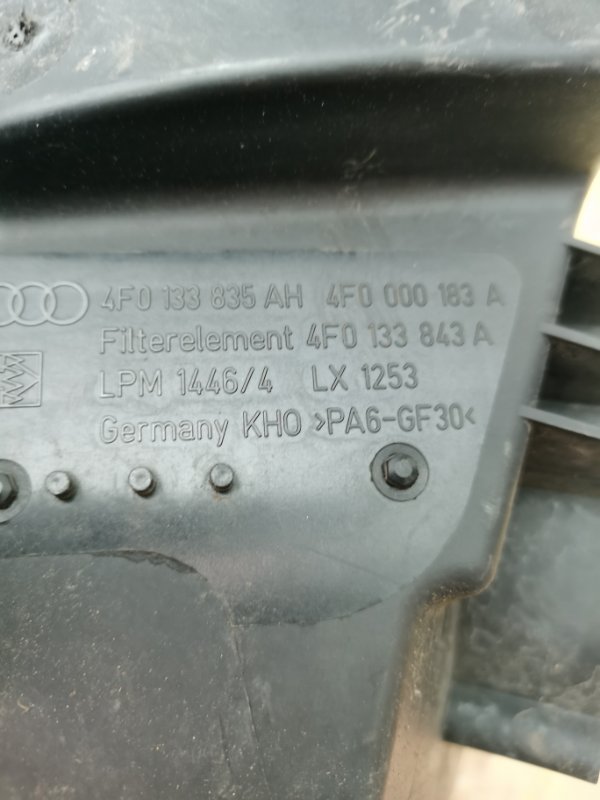 4F0 133 835 AH 4F0 000 183 A
Filterelement 4F0 133 843 A
LPM 1446/4 LX 1253
Germany KHO >PA6-GF30<